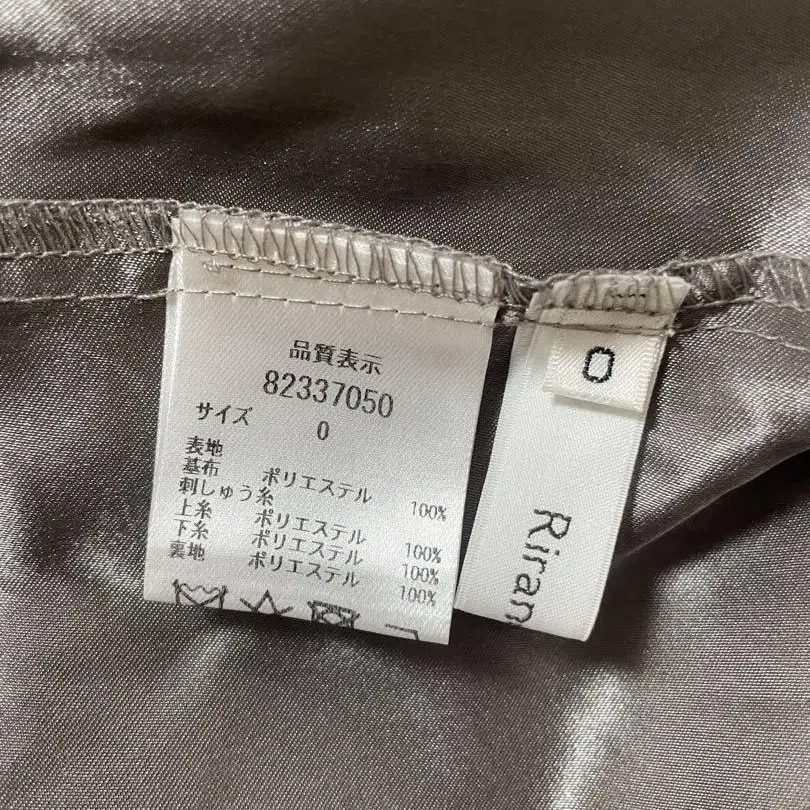 品質表示
82337050
サイズ 0
表地
基布 ポリエステル 100%
刺しゅう糸
上糸 ポリエステル 100%
下糸 ポリエステル 100%
裏地 ポリエステル 100%
0